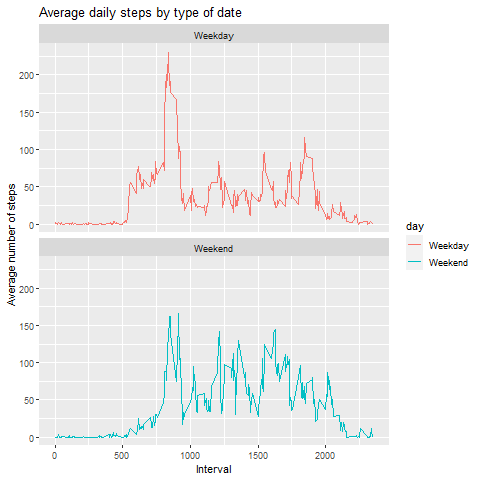 Average daily steps by type of date
Weekday
200
150
100
50
0
Weekend
200
150
100
50
0
0
500
1000
1500
2000
Interval
Average number of steps
day
Weekday
Weekend